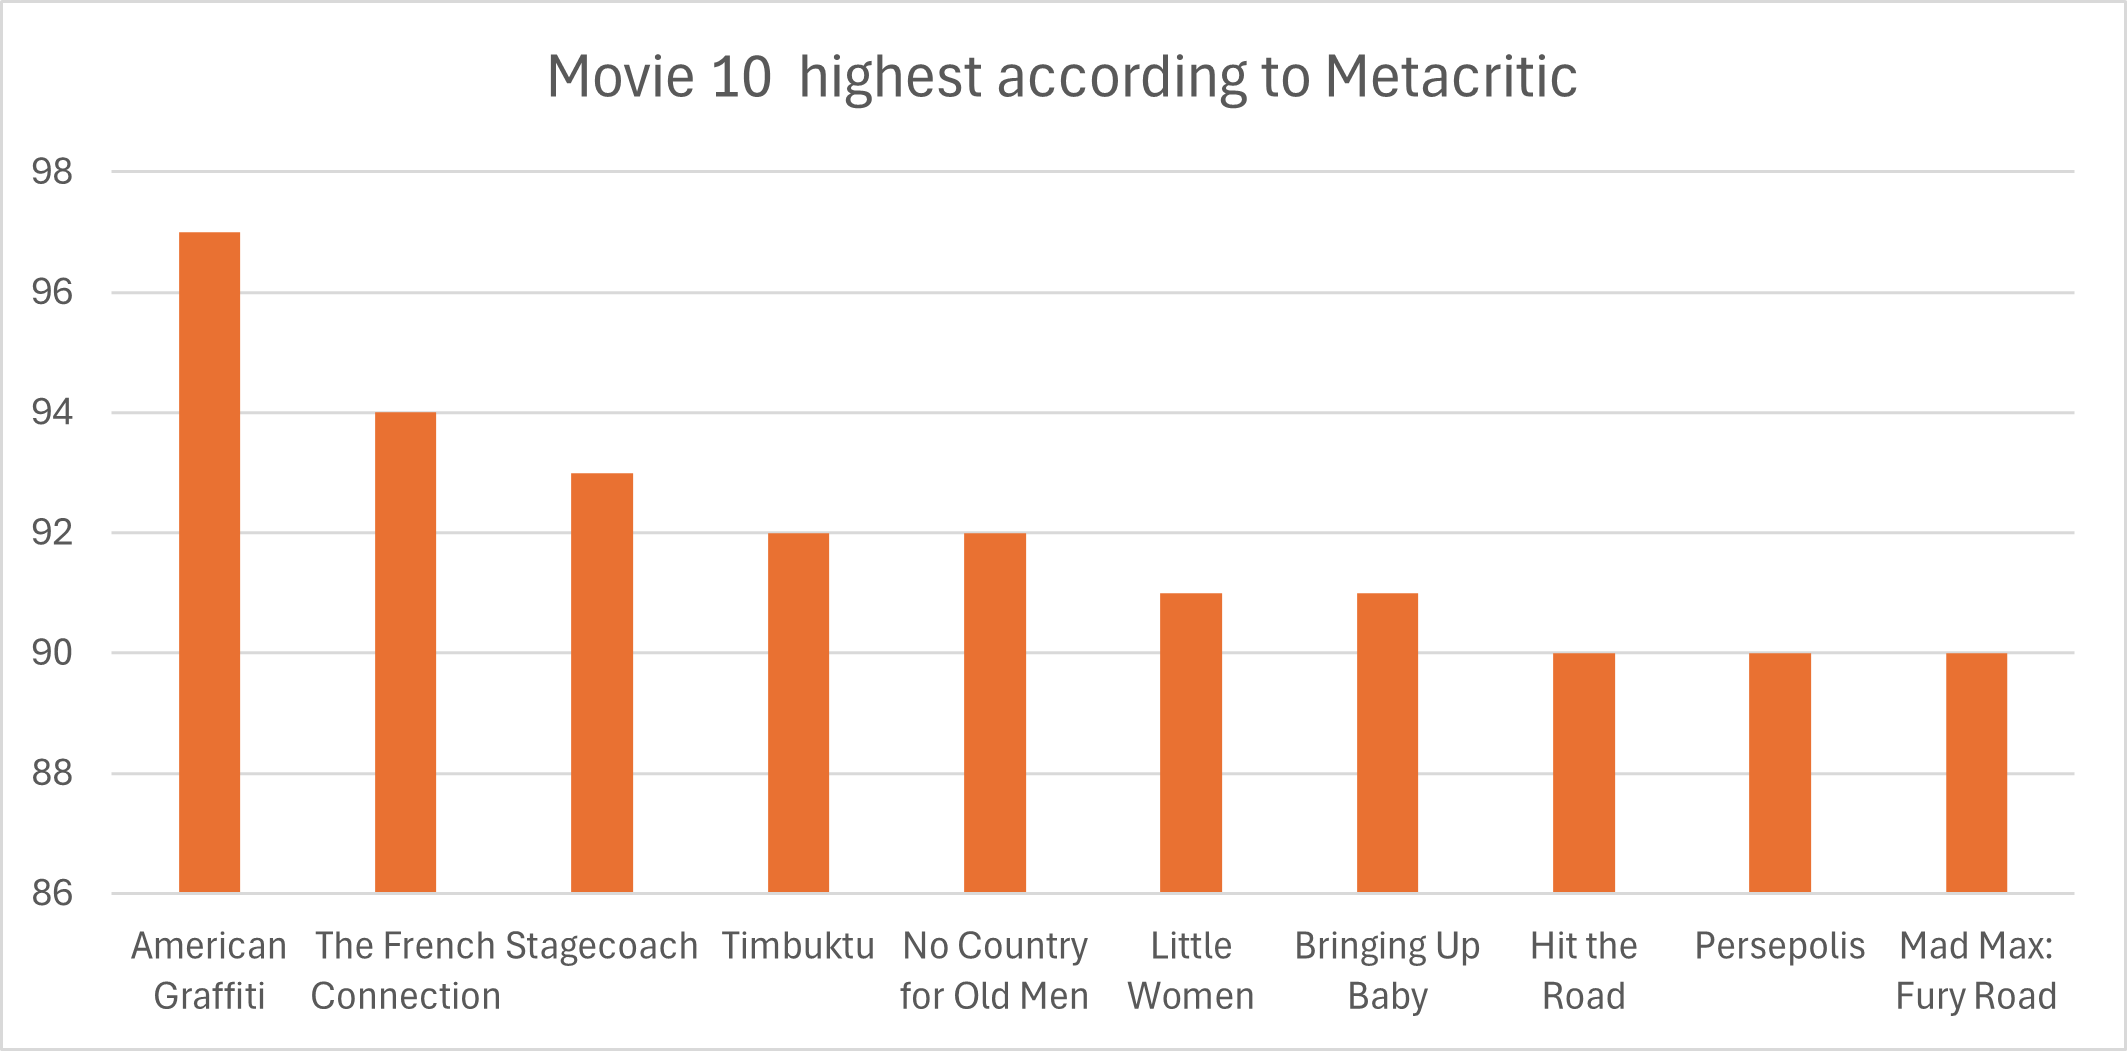 Movie 10  highest according to Metacritic
98
96
94
92
90
88
86
American
Graffiti
The French
Connection
Stagecoach
Timbuktu
No Country
for Old Men
Little
Women
Bringing Up
Baby
Hit the
Road
Persepolis
Mad Max:
Fury Road